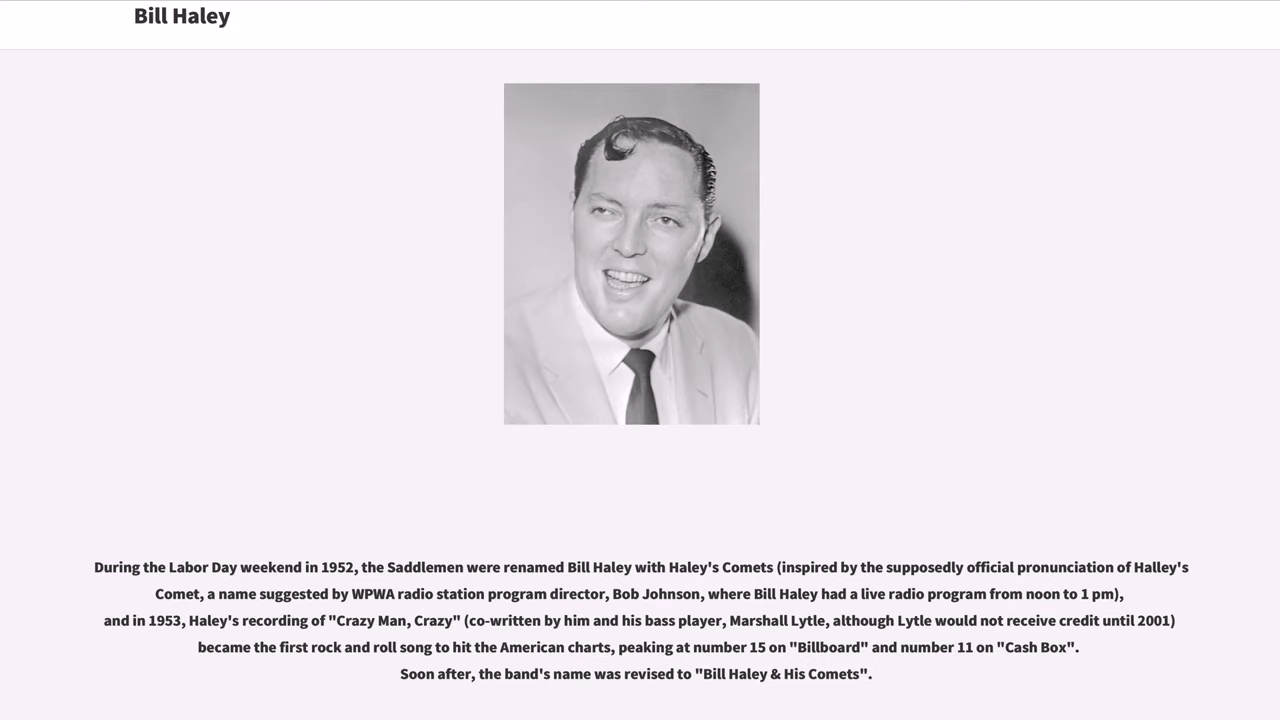 Bill Haley
During the Labor Day weekend in 1952, the Saddlemen were renamed Bill Haley with Haley's Comets (inspired by the supposedly official pronunciation of Halley's
Comet, a name suggested by WPWA radio station program director, Bob Johnson, where Bill Haley had a live radio program from noon to 1 pm),
and in 1953, Haley's recording of "Crazy Man, Crazy" (co-written by him and his bass player, Marshall Lytle, although Lytle would not receive credit until 2001)
became the first rock and roll song to hit the American charts, peaking at number 15 on "Billboard" and number 11 on "Cash Box".
Soon after, the band's name was revised to "Bill Haley & His Comets".